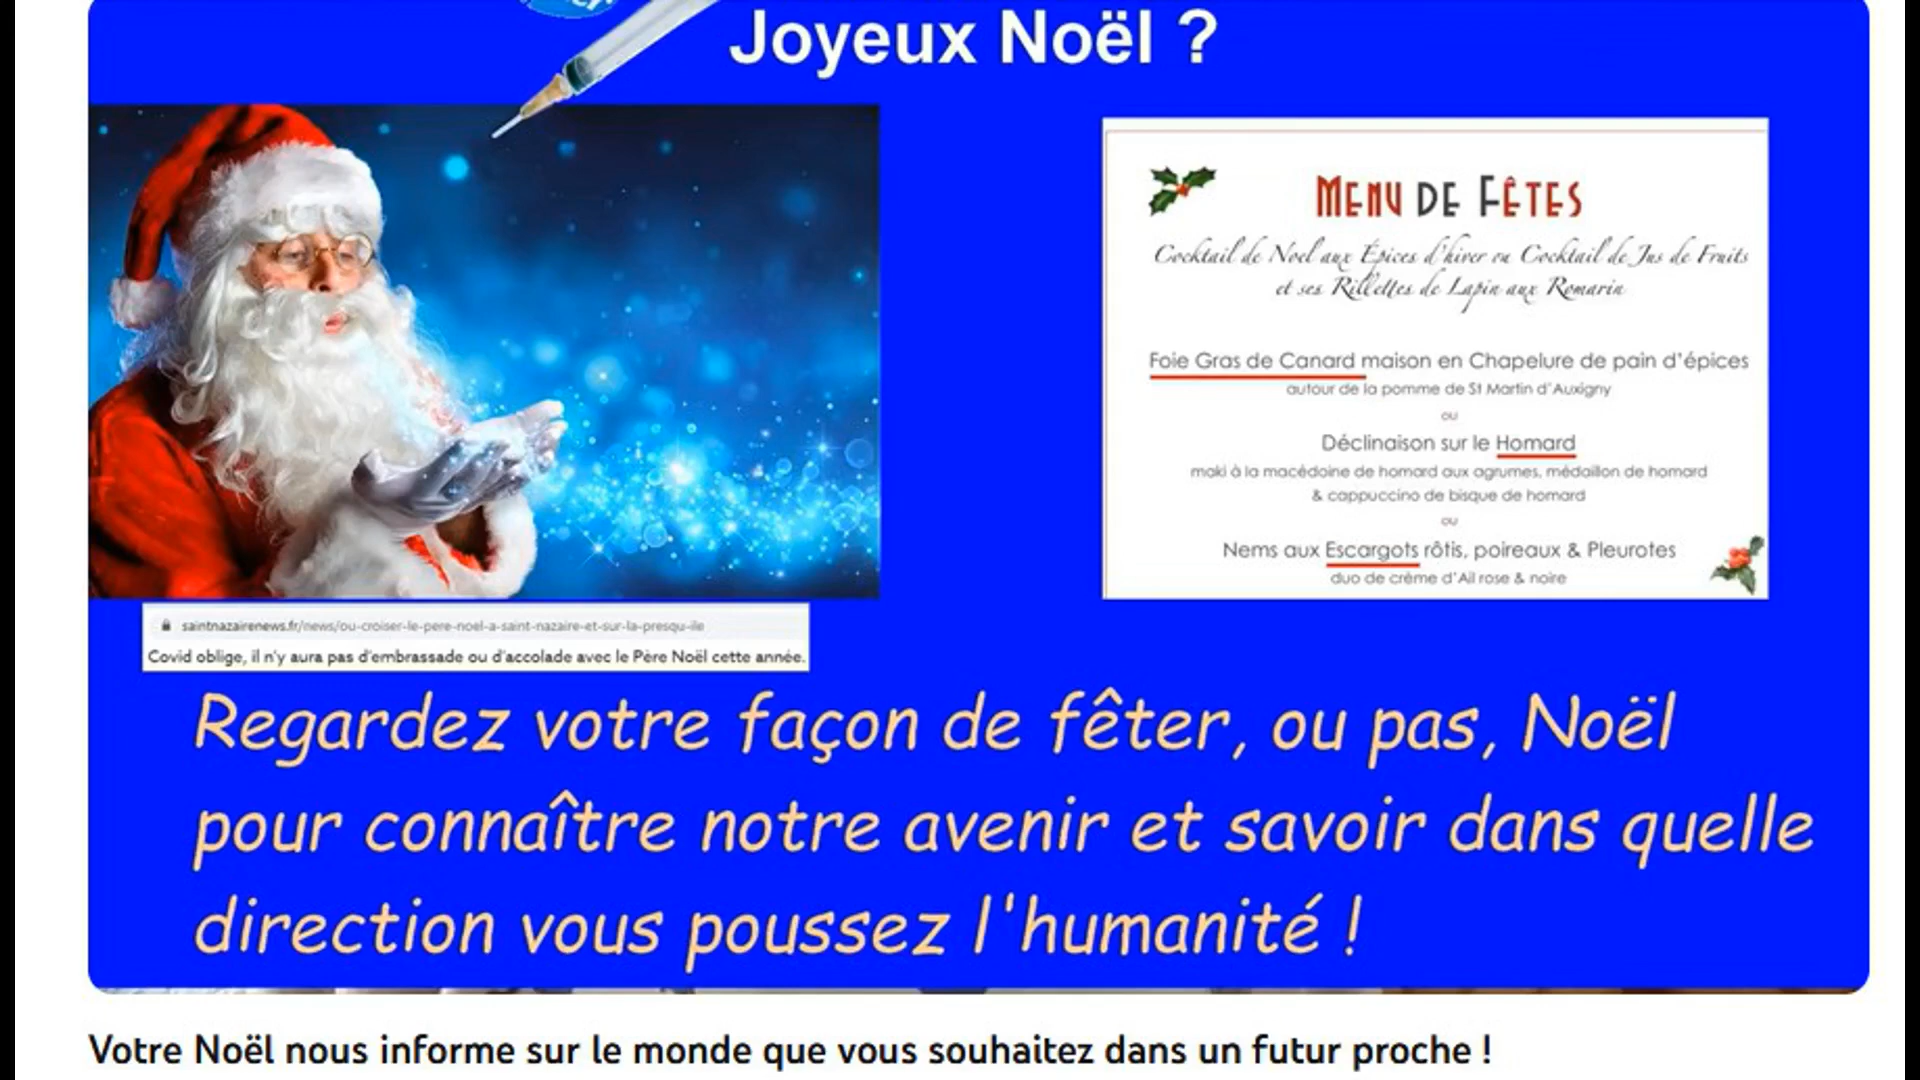 Joyeux Noël ?
MENU DE FÊTES
Cocktail de Noel aux Épices d'hiver ou Cocktail de Jus de Fruits
et ses Rillettes de Lapin aux Romarin
Foie Gras de Canard maison en Chapelure de pain d'épices
autour de la pomme de St Martin d'Auxigny
ou
Déclinaison sur le Homard
maki à la macédoine de homard aux agrumes, médaillon de homard
& cappuccino de bisque de homard
ou
Nems aux Escargots rôtis, poireaux & Pleurotes
duo de crème d'Ail rose & noire
saintnazairenews.fr/news/ou-croiser-le-pere-noel-a-saint-nazaire-et-sur-la-presqu-ile
Covid oblige, il n'y aura pas d'embrassade ou d'accolade avec le Père Noël cette année.
Regardez votre façon de fêter, ou pas, Noël
pour connaître notre avenir et savoir dans quelle
direction vous poussez l'humanité !
Votre Noël nous informe sur le monde que vous souhaitez dans un futur proche !